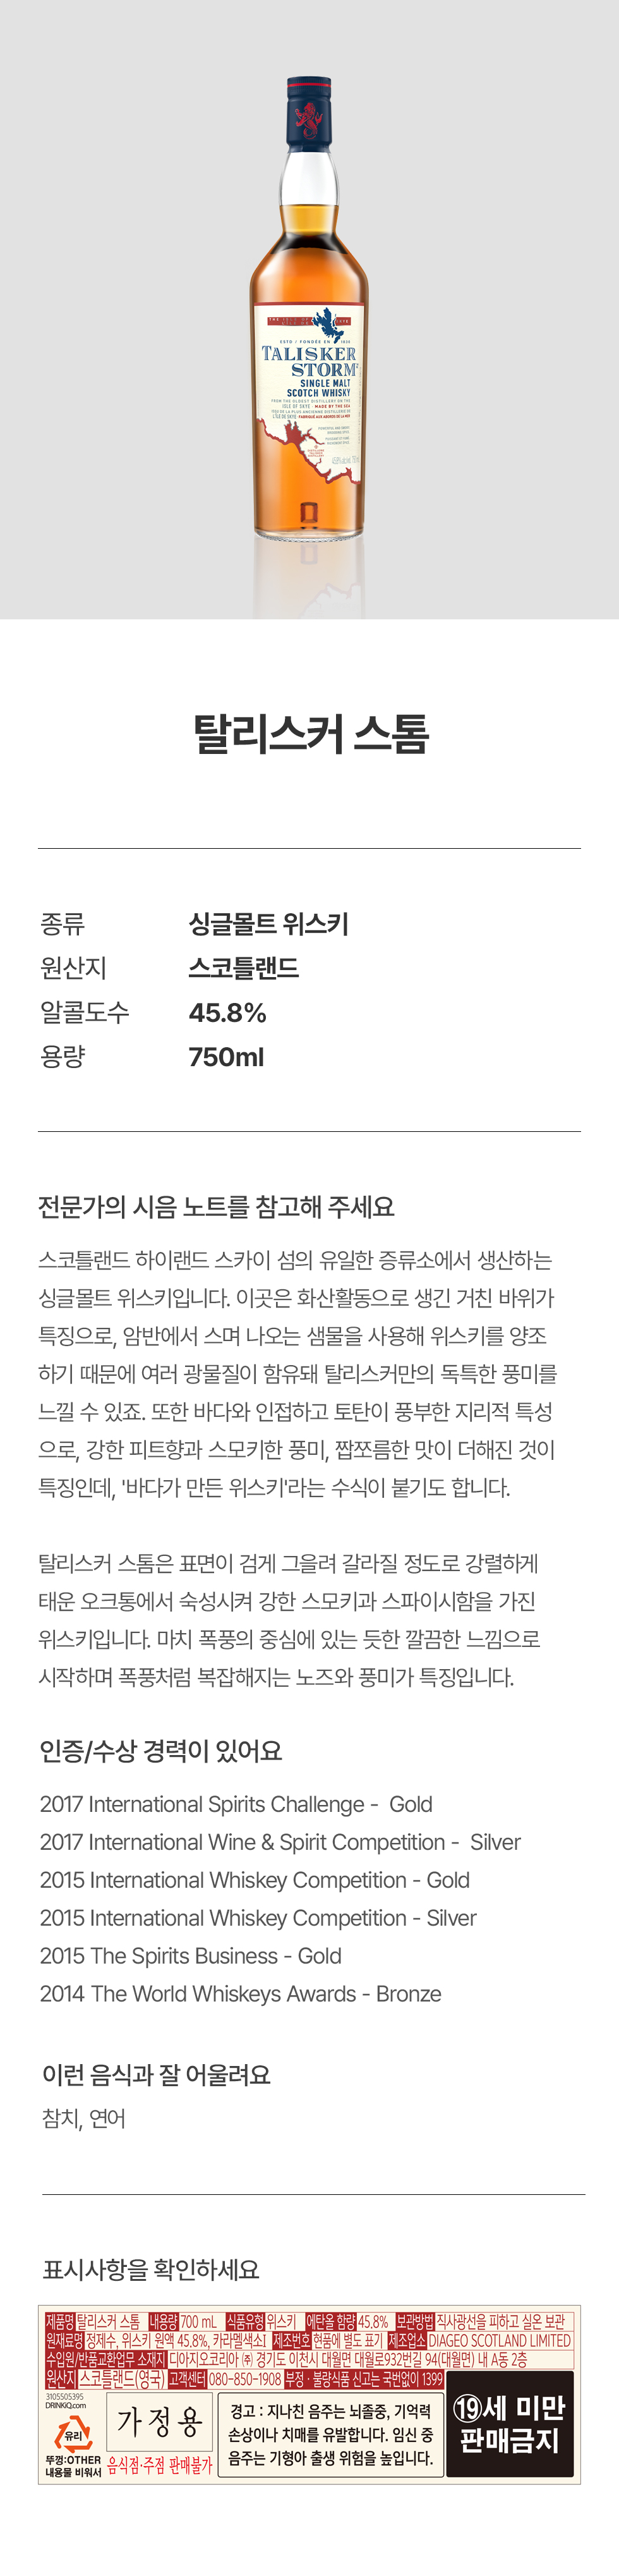 THE ISLE OF SKYE
ESTD / FONDÉE EN 1830
TALISKER
STORM
SINGLE MALT
SCOTCH WHISKY
FROM THE OLDEST DISTILLERY ON THE
ISLE OF SKYE · MADE BY THE SEA
탈리스커 스톰
종류 싱글몰트 위스키
원산지 스코틀랜드
알콜도수 45.8%
용량 750ml
전문가의 시음 노트를 참고해 주세요
스코틀랜드 하이랜드 스카이 섬의 유일한 증류소에서 생산하는
싱글몰트 위스키입니다. 이곳은 화산활동으로 생긴 거친 바위가
특징으로, 암반에서 스며 나오는 샘물을 사용해 위스키를 양조
하기 때문에 여러 광물질이 함유돼 탈리스커만의 독특한 풍미를
느낄 수 있죠. 또한 바다와 인접하고 토탄이 풍부한 지리적 특성
으로, 강한 피트향과 스모키한 풍미, 짭쪼름한 맛이 더해진 것이
특징인데, '바다가 만든 위스키'라는 수식이 붙기도 합니다.
탈리스커 스톰은 표면이 검게 그을려 갈라질 정도로 강렬하게
태운 오크통에서 숙성시켜 강한 스모키과 스파이시함을 가진
위스키입니다. 마치 폭풍의 중심에 있는 듯한 깔끔한 느낌으로
시작하며 폭풍처럼 복잡해지는 노즈와 풍미가 특징입니다.
인증/수상 경력이 있어요
2017 International Spirits Challenge - Gold
2017 International Wine & Spirit Competition - Silver
2015 International Whiskey Competition - Gold
2015 International Whiskey Competition - Silver
2015 The Spirits Business - Gold
2014 The World Whiskeys Awards - Bronze
이런 음식과 잘 어울려요
참치, 연어
표시사항을 확인하세요
제품명 탈리스커 스톰 내용량 700 mL 식품유형 위스키 에탄올 함량 45.8% 보관방법 직사광선을 피하고 실온 보관
원재료명 정제수, 위스키 원액 45.8%, 카라멜색소I 제조번호 현품에 별도 표기 제조업소 DIAGEO SCOTLAND LIMITED
수입원/반품교환업무 소재지 디아지오코리아 ㈜ 경기도 이천시 대월면 대월로932번길 94(대월면) 내 A동 2층
원산지 스코틀랜드(영국) 고객센터 080-850-1908 부정·불량식품 신고는 국번없이 1399
3105505395
DRINKiQ.com
유리
뚜껑:OTHER
내용물 비워서
가정용
음식점·주점 판매불가
경고 : 지나친 음주는 뇌졸중, 기억력
손상이나 치매를 유발합니다. 임신 중
음주는 기형아 출생 위험을 높입니다.
⑲세 미만
판매금지